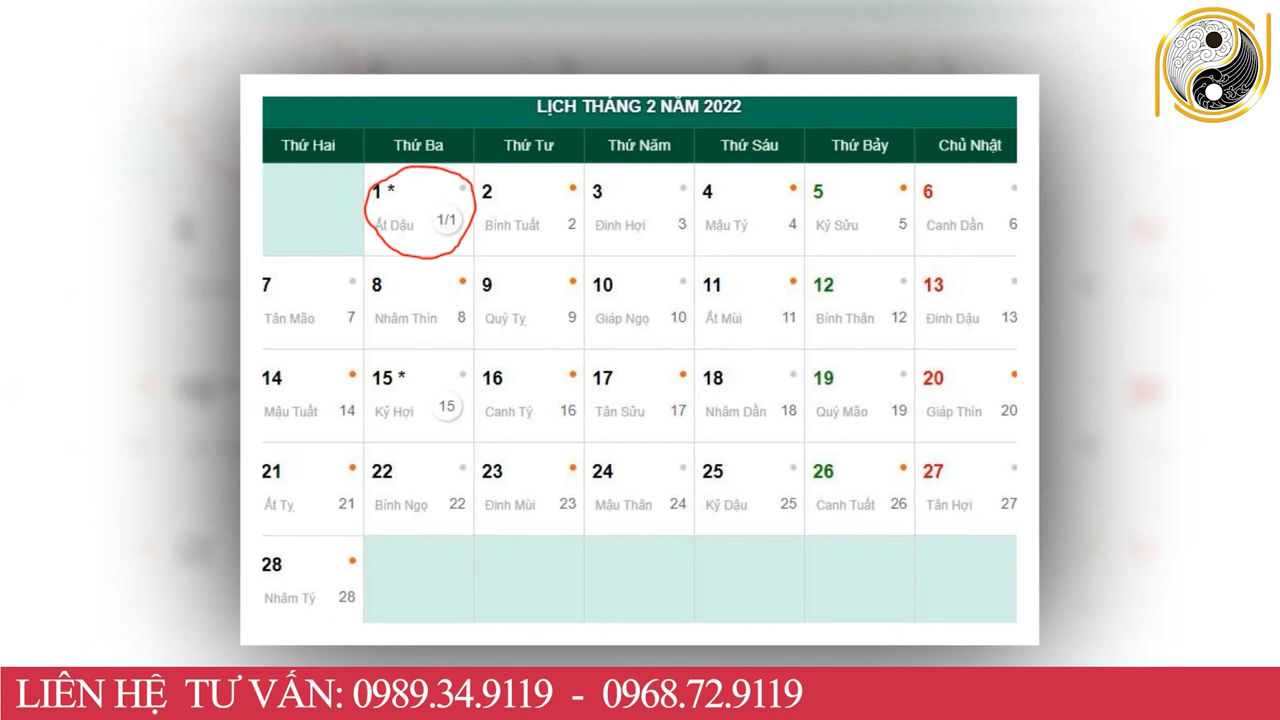 LỊCH THÁNG 2 NĂM 2022
Thứ Hai Thứ Ba Thứ Tư Thứ Năm Thứ Sáu Thứ Bảy Chủ Nhật
1 * 2 3 4 5 6
Ất Dậu 1/1 Bính Tuất 2 Đinh Hợi 3 Mậu Tý 4 Kỷ Sửu 5 Canh Dần 6
7 8 9 10 11 12 13
Tân Mão 7 Nhâm Thìn 8 Quý Tỵ 9 Giáp Ngọ 10 Ất Mùi 11 Bính Thân 12 Đinh Dậu 13
14 15 * 16 17 18 19 20
Mậu Tuất 14 Kỷ Hợi 15 Canh Tý 16 Tân Sửu 17 Nhâm Dần 18 Quý Mão 19 Giáp Thìn 20
21 22 23 24 25 26 27
Ất Tỵ 21 Bính Ngọ 22 Đinh Mùi 23 Mậu Thân 24 Kỷ Dậu 25 Canh Tuất 26 Tân Hợi 27
28
Nhâm Tý 28
LIÊN HỆ TƯ VẤN: 0989.34.9119 - 0968.72.9119